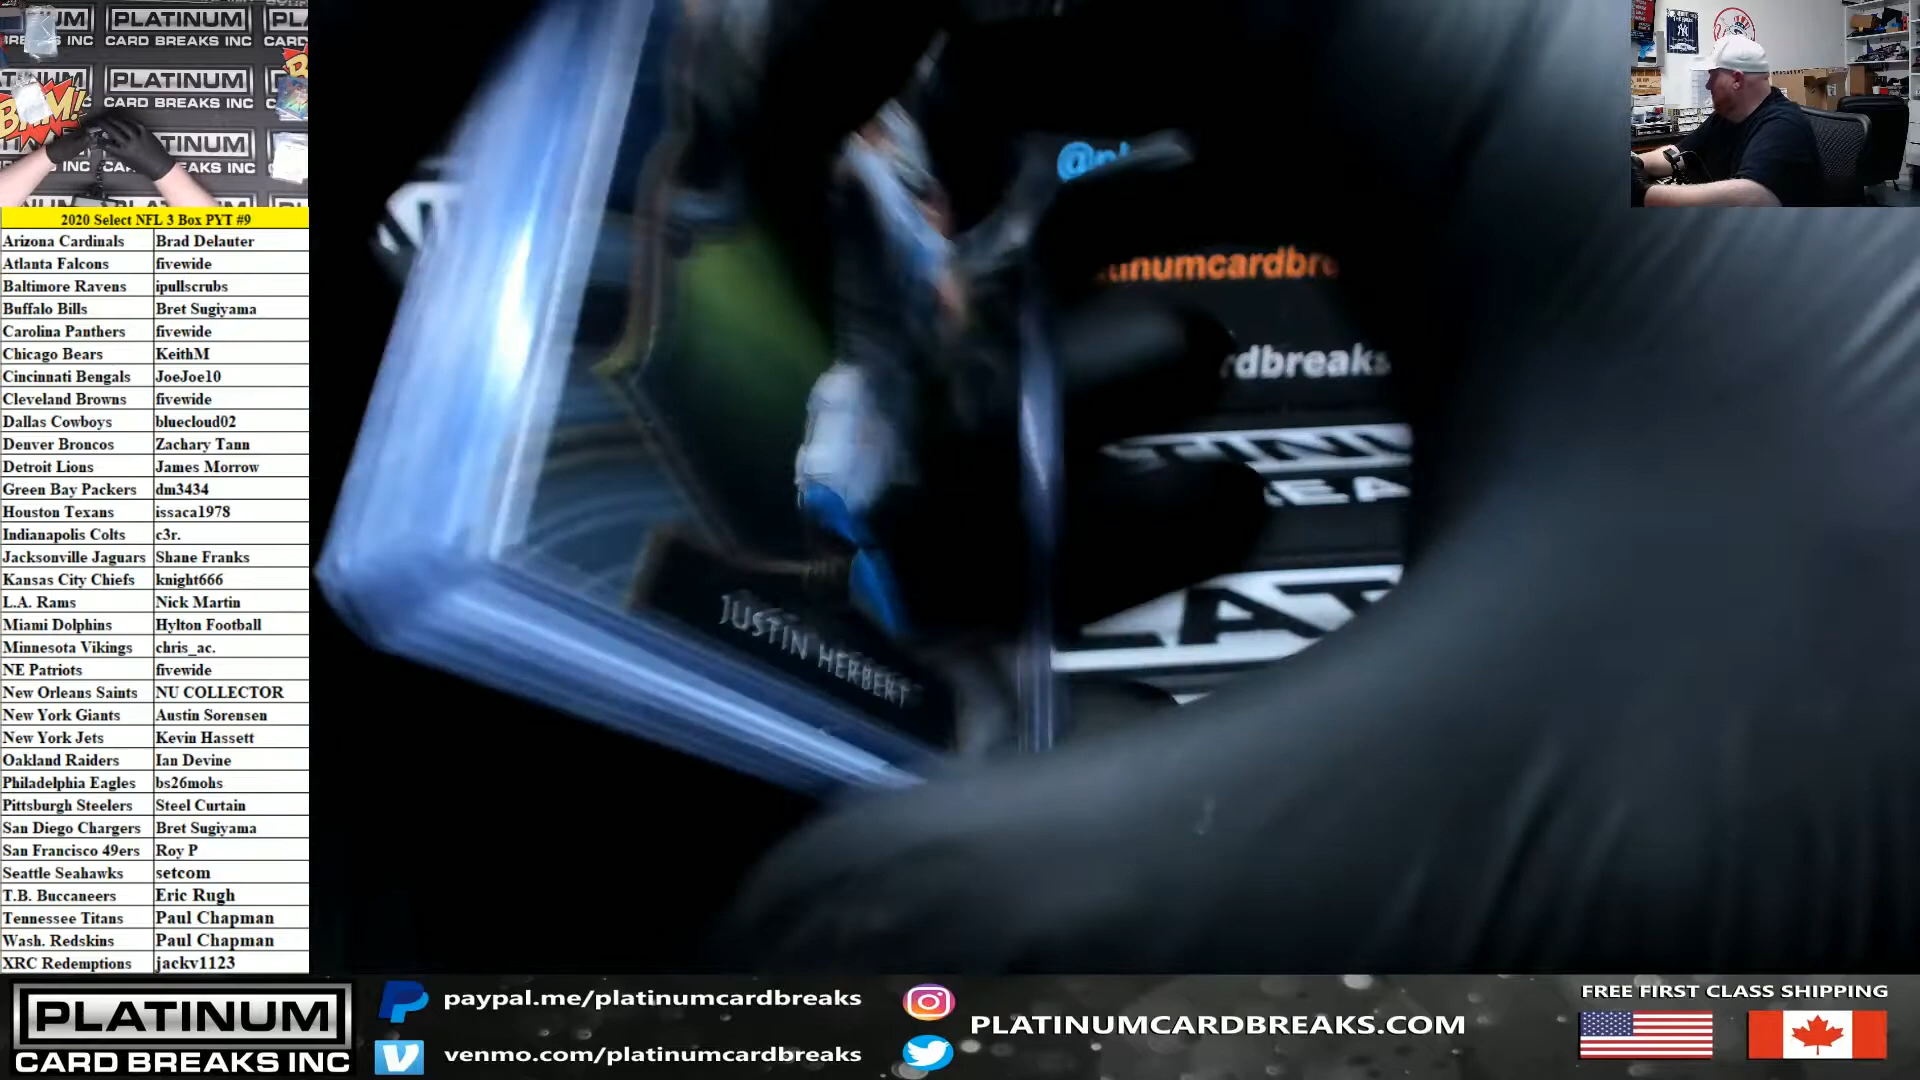 PLATINUM
CARD BREAKS INC
PLATINUM
CARD BREAKS INC
2020 Select NFL 3 Box PYT #9
Arizona Cardinals Brad Delauter
Atlanta Falcons fivewide
Baltimore Ravens ipullscrubs
Buffalo Bills Bret Sugiyama
Carolina Panthers fivewide
Chicago Bears KeithM
Cincinnati Bengals JoeJoe10
Cleveland Browns fivewide
Dallas Cowboys bluecloud02
Denver Broncos Zachary Tann
Detroit Lions James Morrow
Green Bay Packers dm3434
Houston Texans issaca1978
Indianapolis Colts c3r.
Jacksonville Jaguars Shane Franks
Kansas City Chiefs knight666
L.A. Rams Nick Martin
Miami Dolphins Hylton Football
Minnesota Vikings chris_ac.
NE Patriots fivewide
New Orleans Saints NU COLLECTOR
New York Giants Austin Sorensen
New York Jets Kevin Hassett
Oakland Raiders Ian Devine
Philadelphia Eagles bs26mohs
Pittsburgh Steelers Steel Curtain
San Diego Chargers Bret Sugiyama
San Francisco 49ers Roy P
Seattle Seahawks setcom
T.B. Buccaneers Eric Rugh
Tennessee Titans Paul Chapman
Wash. Redskins Paul Chapman
XRC Redemptions jackv1123
JUSTIN HERBERT
PLATINUM
CARD BREAKS INC
paypal.me/platinumcardbreaks
venmo.com/platinumcardbreaks
PLATINUMCARDBREAKS.COM
FREE FIRST CLASS SHIPPING